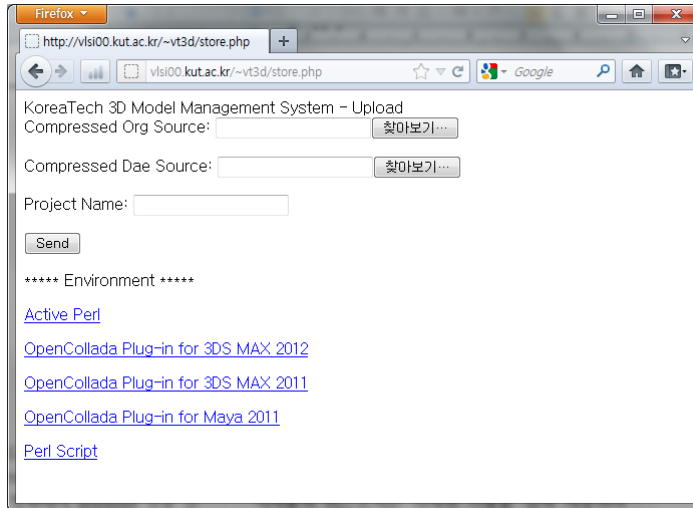 Firefox
http://vlsi00.kut.ac.kr/~vt3d/store.php
vlsi00.kut.ac.kr/~vt3d/store.php
Google
KoreaTech 3D Model Management System - Upload
Compressed Org Source: 찾아보기…
Compressed Dae Source: 찾아보기…
Project Name:
Send
***** Environment *****
Active Perl
OpenCollada Plug-in for 3DS MAX 2012
OpenCollada Plug-in for 3DS MAX 2011
OpenCollada Plug-in for Maya 2011
Perl Script